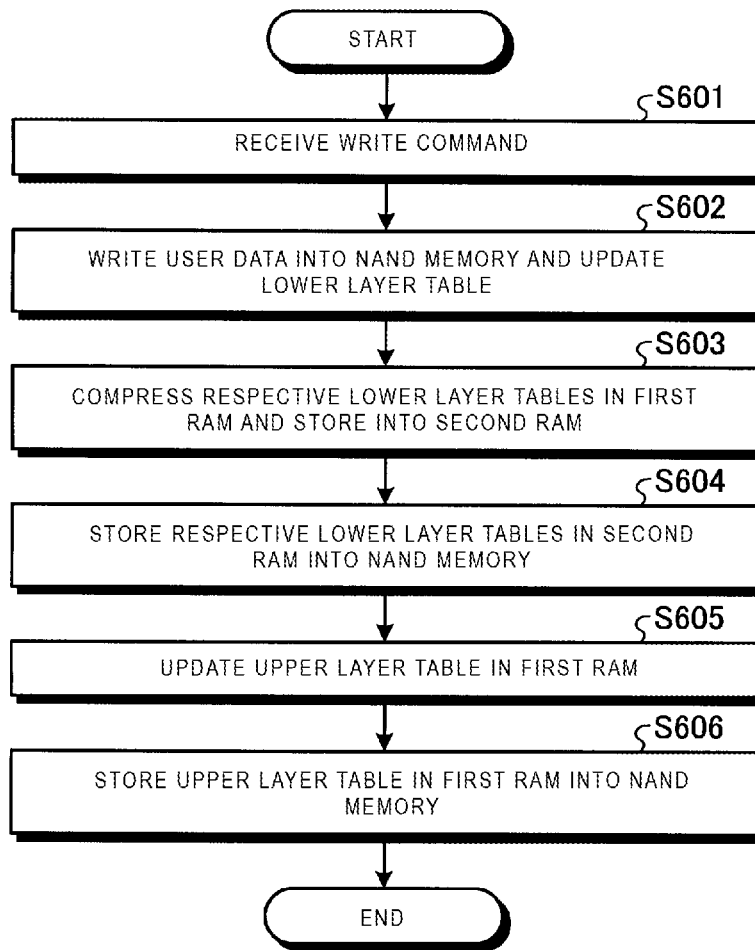 START
S601
RECEIVE WRITE COMMAND
S602
WRITE USER DATA INTO NAND MEMORY AND UPDATE
LOWER LAYER TABLE
S603
COMPRESS RESPECTIVE LOWER LAYER TABLES IN FIRST
RAM AND STORE INTO SECOND RAM
S604
STORE RESPECTIVE LOWER LAYER TABLES IN SECOND
RAM INTO NAND MEMORY
S605
UPDATE UPPER LAYER TABLE IN FIRST RAM
S606
STORE UPPER LAYER TABLE IN FIRST RAM INTO NAND
MEMORY
END